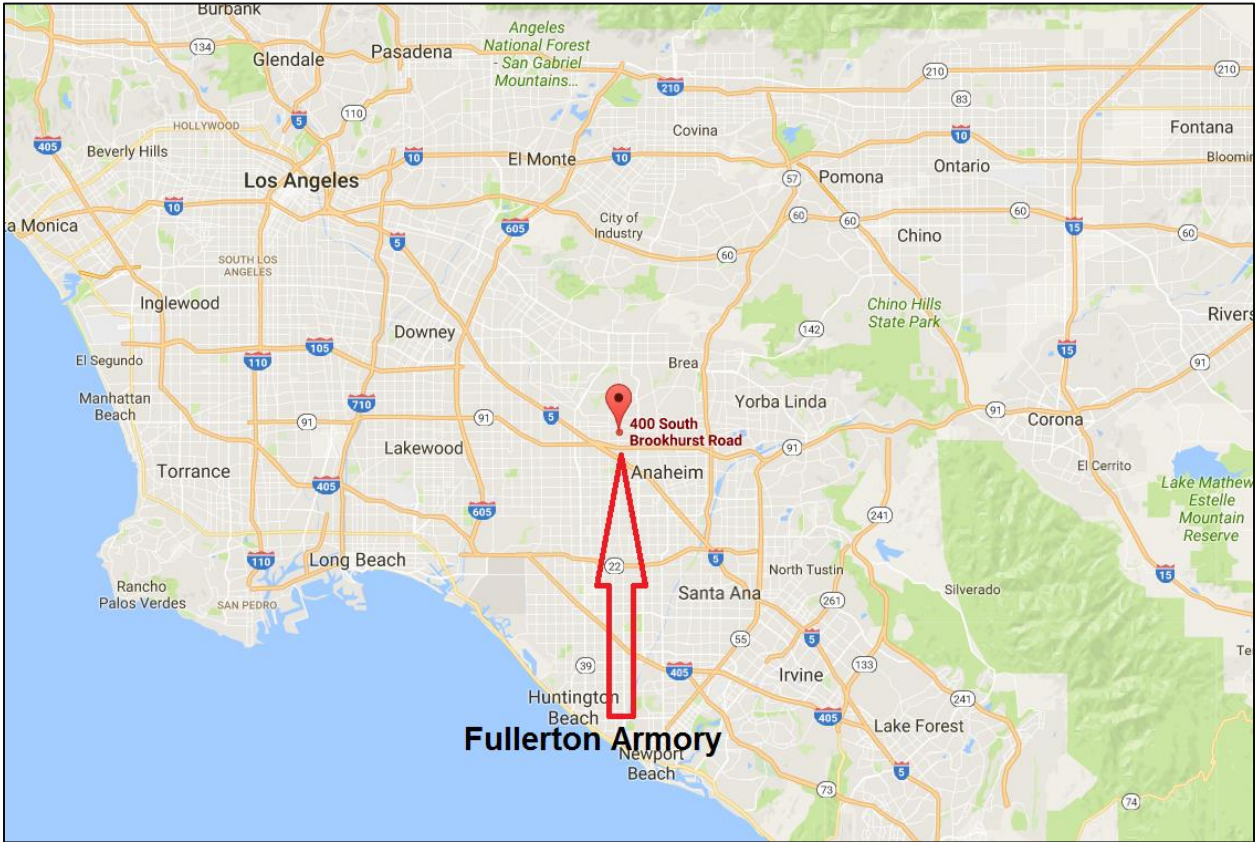 Burbank
134
Glendale
Pasadena
Angeles
National Forest
- San Gabriel
Mountains...
210
210
210
83
5
110
HOLLYWOOD
405
Beverly Hills
10
El Monte
10
Covina
10
Fontana
Ontario
Bloomin
Los Angeles
57
Pomona
10
ta Monica
605
City of
Industry
60
60
60
15
60
Chino
5
60
SOUTH LOS
ANGELES
Inglewood
Downey
142
Chino Hills
State Park
Rivers
El Segundo
110
105
15
91
Brea
Manhattan
Beach
710
5
Yorba Linda
91
91
400 South
Brookhurst Road
91
Corona
Lakewood
91
Torrance
Anaheim
El Cerrito
405
605
Lake Mathew
Estelle
Mountain
Reserve
241
110
Long Beach
22
5
North Tustin
15
Rancho
Palos Verdes
SAN PEDRO
Santa Ana
261
Silverado
55
5
39
405
Irvine
133
Te
Huntington
Beach
241
405
Lake Forest
Fullerton Armory
Newport
Beach
5
73
74